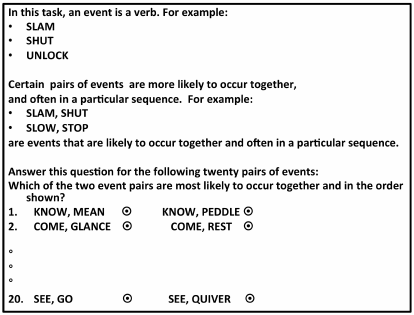 In this task, an event is a verb. For example:
• SLAM
• SHUT
• UNLOCK
Certain pairs of events are more likely to occur together,
and often in a particular sequence. For example:
• SLAM, SHUT
• SLOW, STOP
are events that are likely to occur together and often in a particular sequence.
Answer this question for the following twenty pairs of events:
Which of the two event pairs are most likely to occur together and in the order
shown?
1. KNOW, MEAN ⊙ KNOW, PEDDLE ⊙
2. COME, GLANCE ⊙ COME, REST ⊙
°
°
°
20. SEE, GO ⊙ SEE, QUIVER ⊙